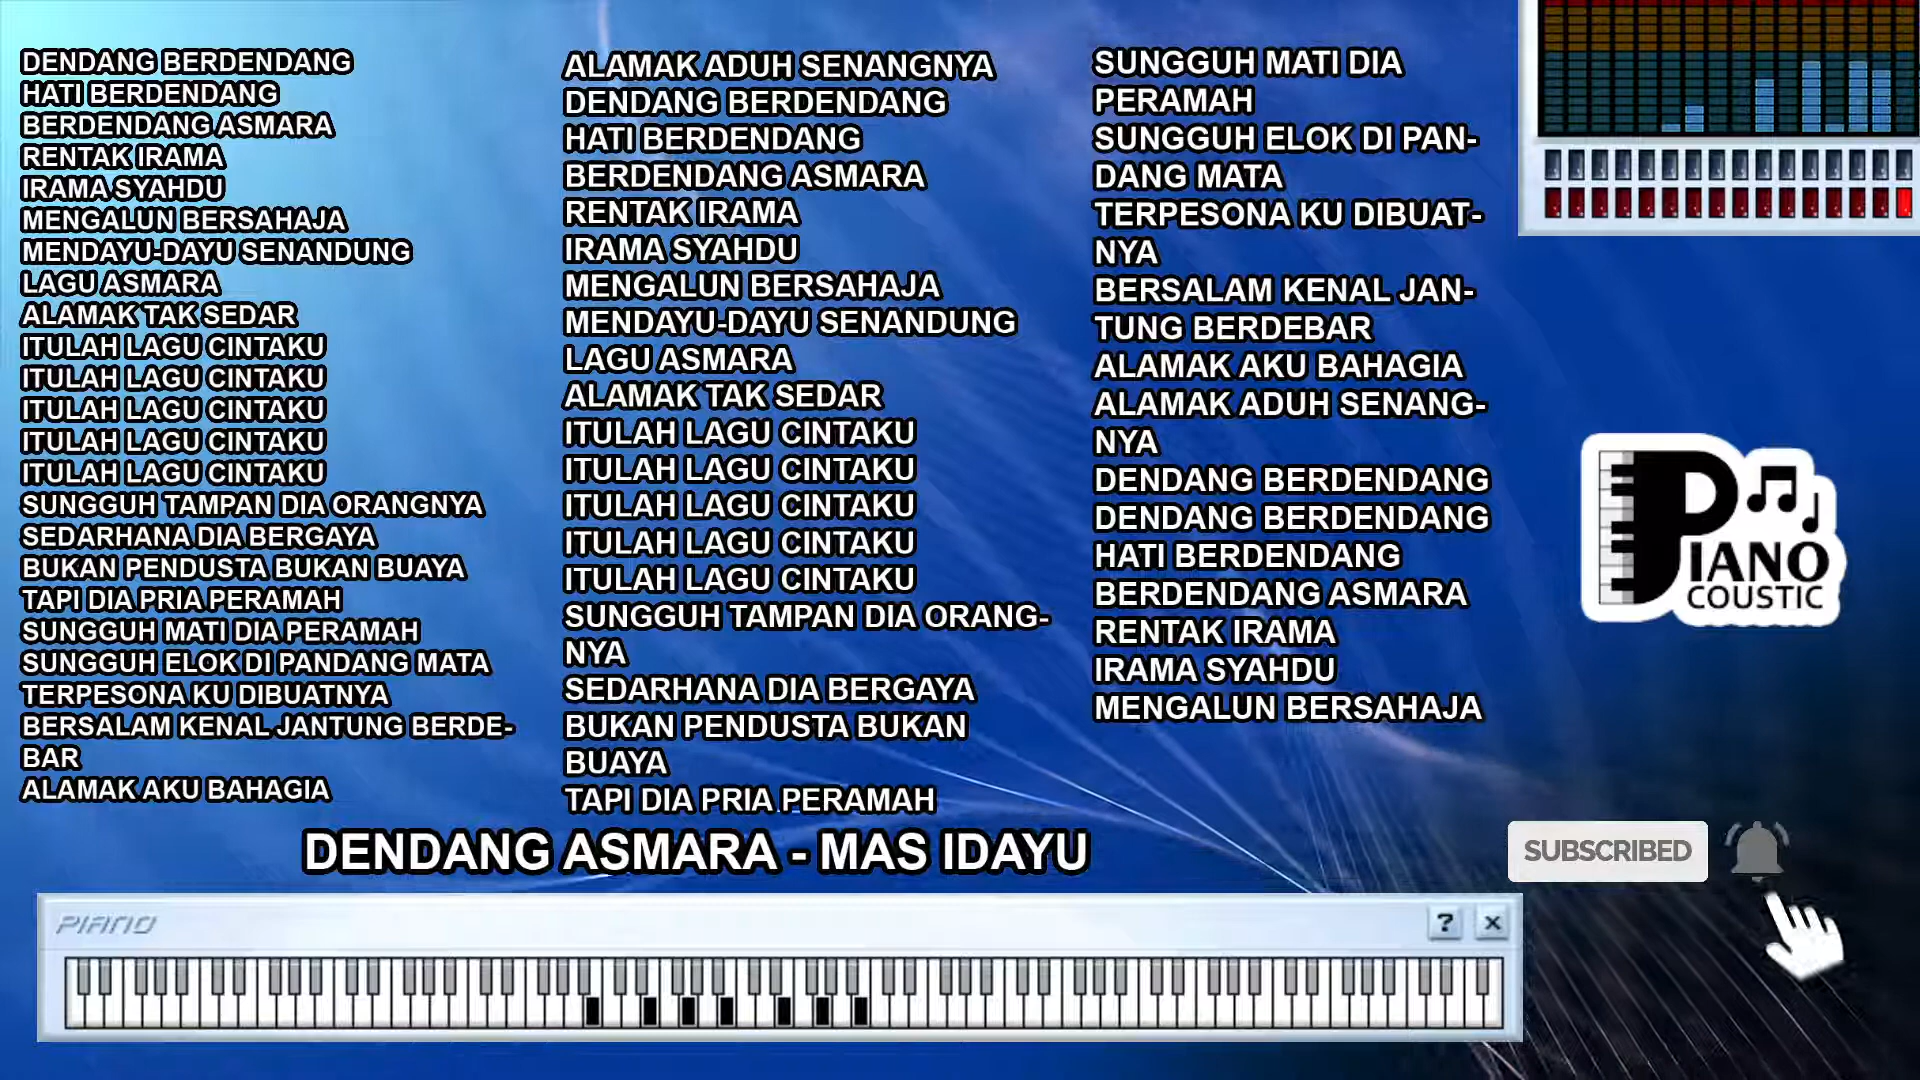 DENDANG BERDENDANG
HATI BERDENDANG
BERDENDANG ASMARA
RENTAK IRAMA
IRAMA SYAHDU
MENGALUN BERSAHAJA
MENDAYU-DAYU SENANDUNG
LAGU ASMARA
ALAMAK TAK SEDAR
ITULAH LAGU CINTAKU
ITULAH LAGU CINTAKU
ITULAH LAGU CINTAKU
ITULAH LAGU CINTAKU
ITULAH LAGU CINTAKU
SUNGGUH TAMPAN DIA ORANGNYA
SEDARHANA DIA BERGAYA
BUKAN PENDUSTA BUKAN BUAYA
TAPI DIA PRIA PERAMAH
SUNGGUH MATI DIA PERAMAH
SUNGGUH ELOK DI PANDANG MATA
TERPESONA KU DIBUATNYA
BERSALAM KENAL JANTUNG BERDE-
BAR
ALAMAK AKU BAHAGIA
ALAMAK ADUH SENANGNYA
DENDANG BERDENDANG
HATI BERDENDANG
BERDENDANG ASMARA
RENTAK IRAMA
IRAMA SYAHDU
MENGALUN BERSAHAJA
MENDAYU-DAYU SENANDUNG
LAGU ASMARA
ALAMAK TAK SEDAR
ITULAH LAGU CINTAKU
ITULAH LAGU CINTAKU
ITULAH LAGU CINTAKU
ITULAH LAGU CINTAKU
ITULAH LAGU CINTAKU
SUNGGUH TAMPAN DIA ORANG-
NYA
SEDARHANA DIA BERGAYA
BUKAN PENDUSTA BUKAN
BUAYA
TAPI DIA PRIA PERAMAH
SUNGGUH MATI DIA
PERAMAH
SUNGGUH ELOK DI PAN-
DANG MATA
TERPESONA KU DIBUAT-
NYA
BERSALAM KENAL JAN-
TUNG BERDEBAR
ALAMAK AKU BAHAGIA
ALAMAK ADUH SENANG-
NYA
DENDANG BERDENDANG
DENDANG BERDENDANG
HATI BERDENDANG
BERDENDANG ASMARA
RENTAK IRAMA
IRAMA SYAHDU
MENGALUN BERSAHAJA
PIANO
COUSTIC
SUBSCRIBED
DENDANG ASMARA - MAS IDAYU
PIANO
? x